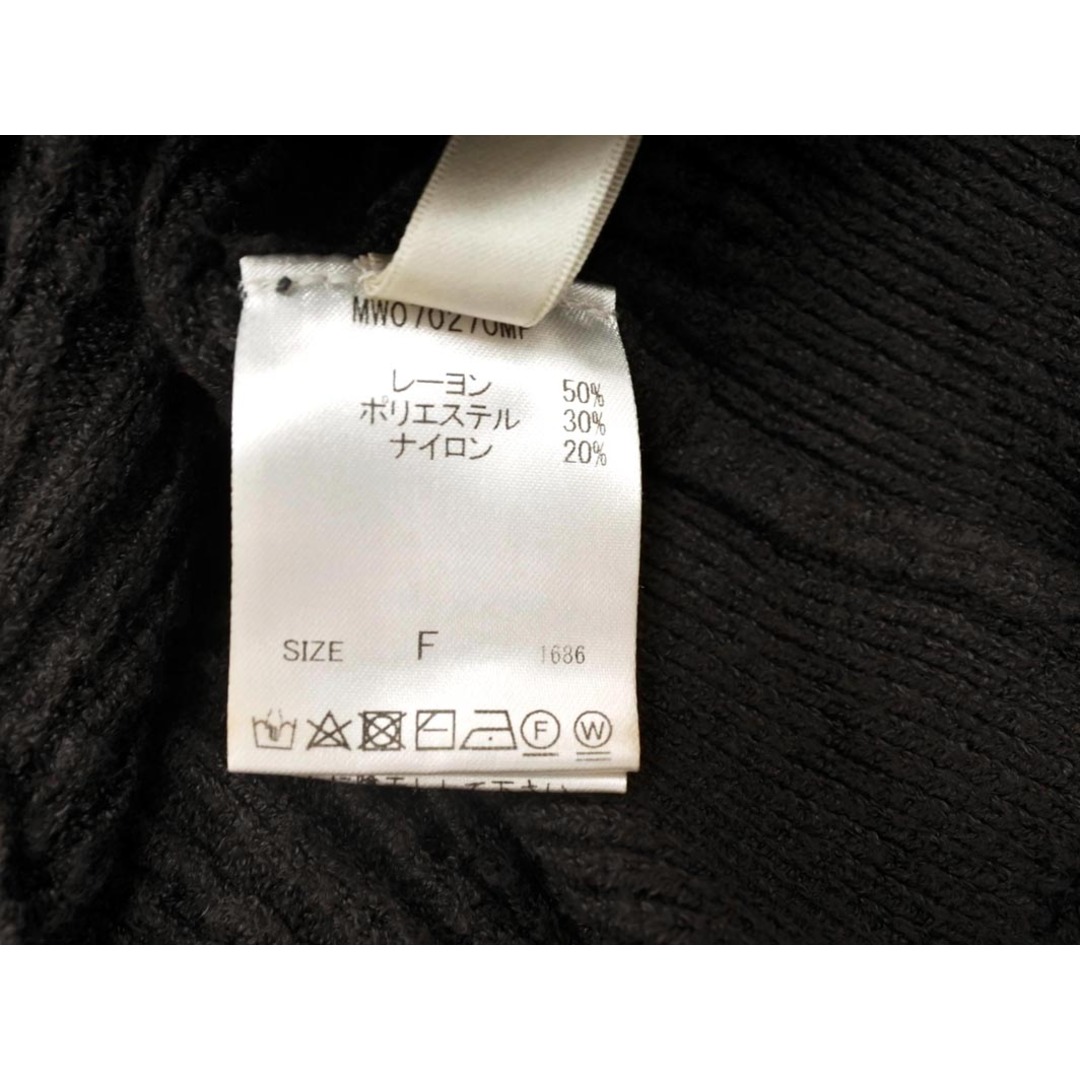 MW070270MF
レーヨン 50%
ポリエステル 30%
ナイロン 20%
SIZE F 1686
F W